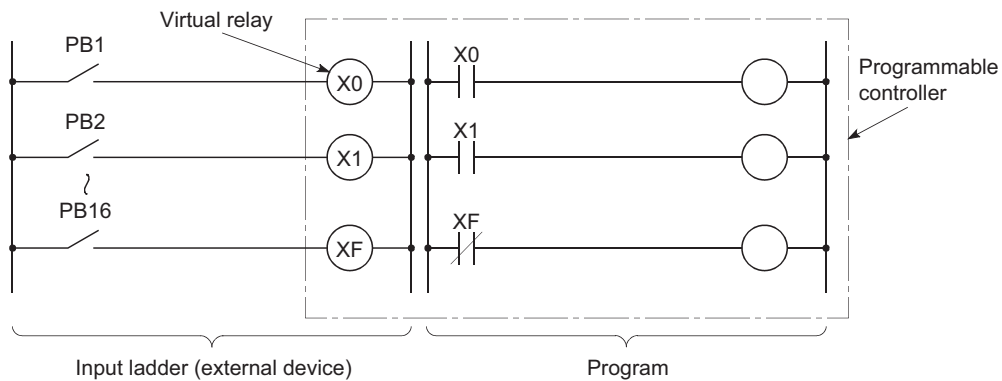 Virtual relay
PB1
X0
X0
Programmable
controller
PB2
X1
X1
PB16
XF
XF
Input ladder (external device)
Program